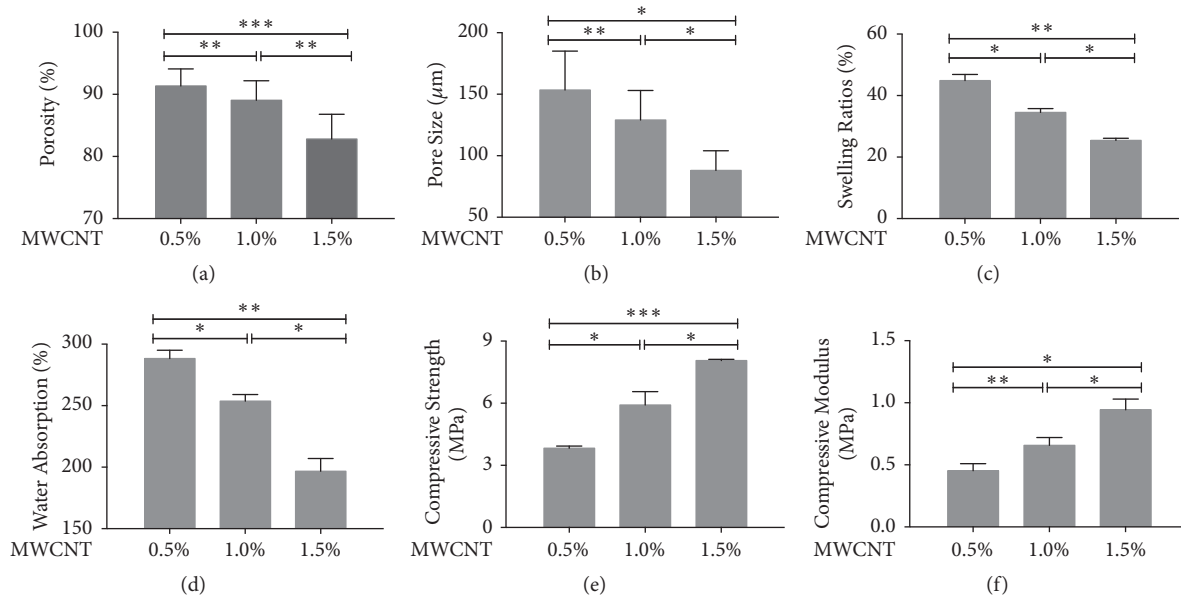 Porosity (%)
100
90
80
70
***
** **
MWCNT 0.5% 1.0% 1.5%
(a)
Pore Size (μm)
200
150
100
50
*
** *
0.5% 1.0% 1.5%
(b)
Swelling Ratios (%)
60
40
20
0
**
* *
MWCNT 0.5% 1.0% 1.5%
(c)
Water Absorption (%)
300
250
200
150
**
* *
MWCNT 0.5% 1.0% 1.5%
(d)
Compressive Strength
(MPa)
9
6
3
0
***
* *
MWCNT 0.5% 1.0% 1.5%
(e)
Compressive Modulus
(MPa)
1.5
1.0
0.5
0.0
*
** *
MWCNT 0.5% 1.0% 1.5%
(f)
MWCNT